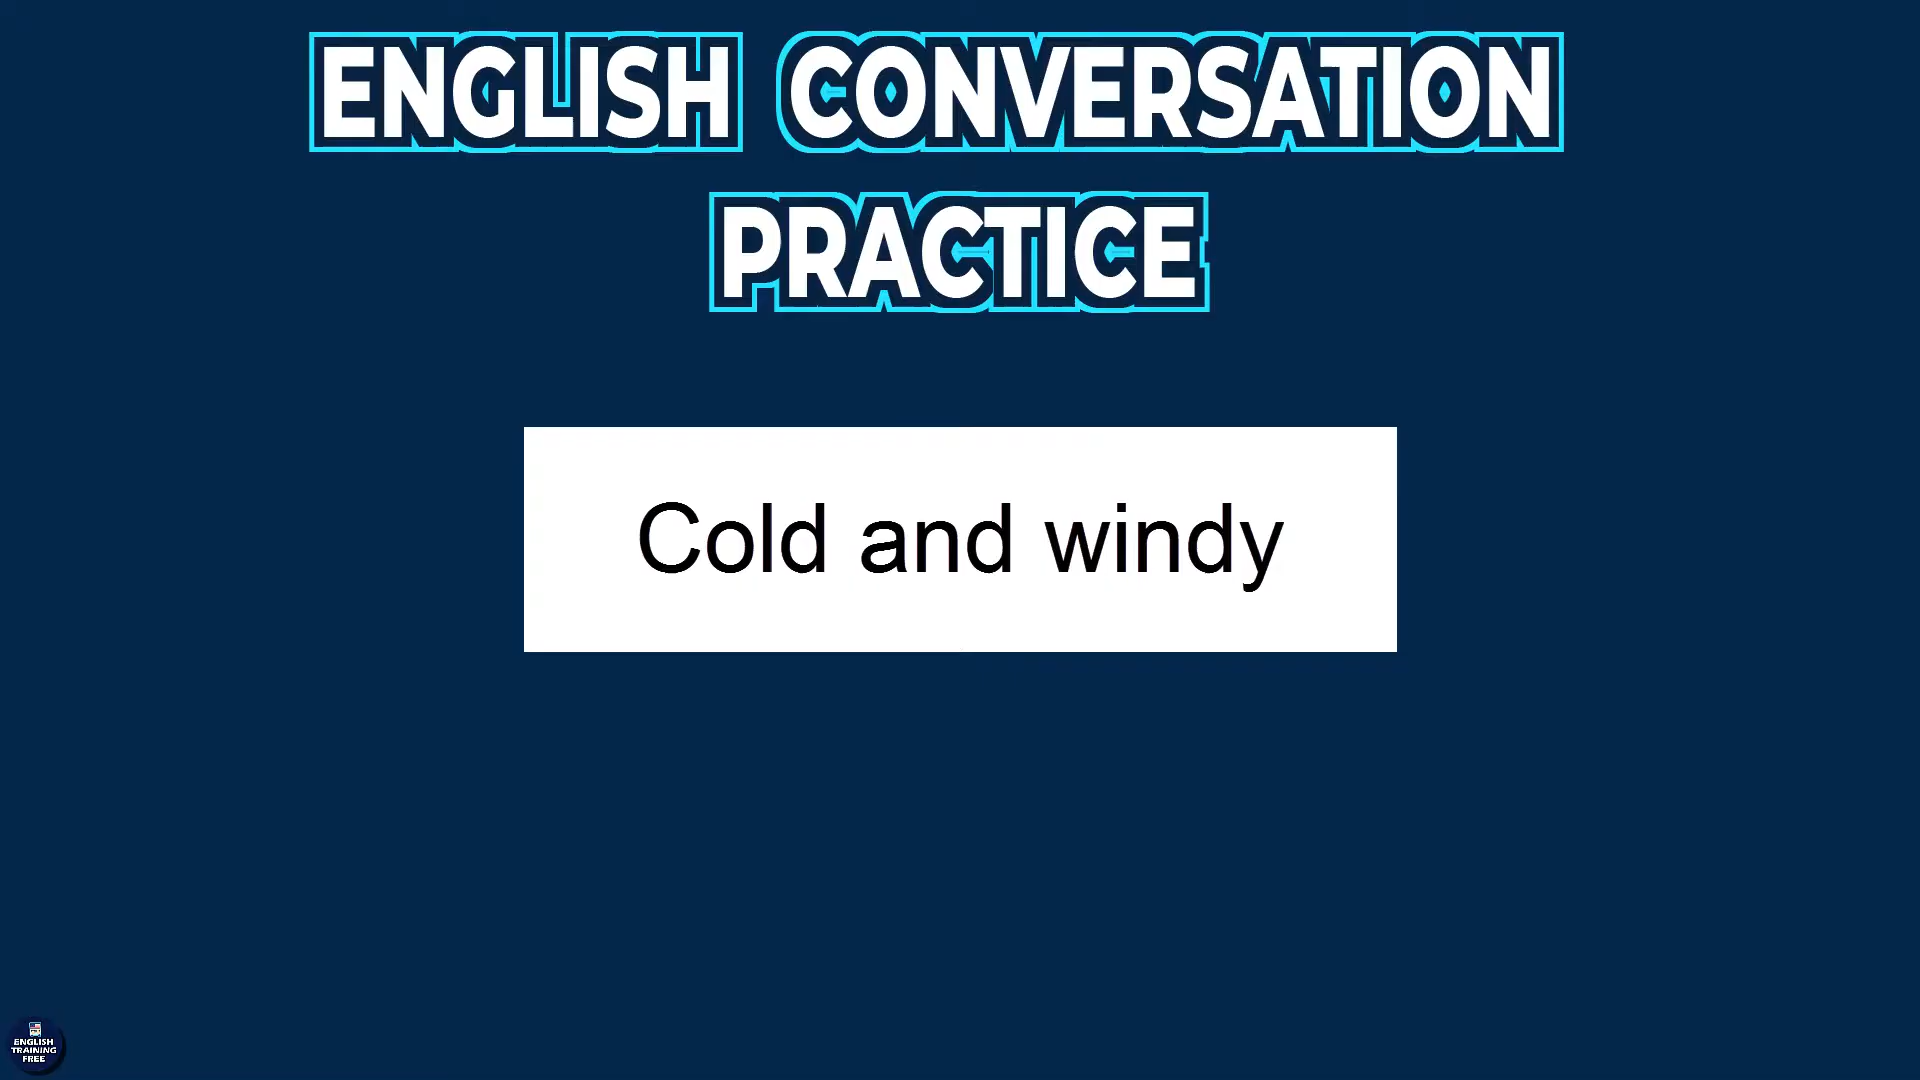 ENGLISH CONVERSATION
PRACTICE
Cold and windy
ENGLISH
TRAINING
FREE